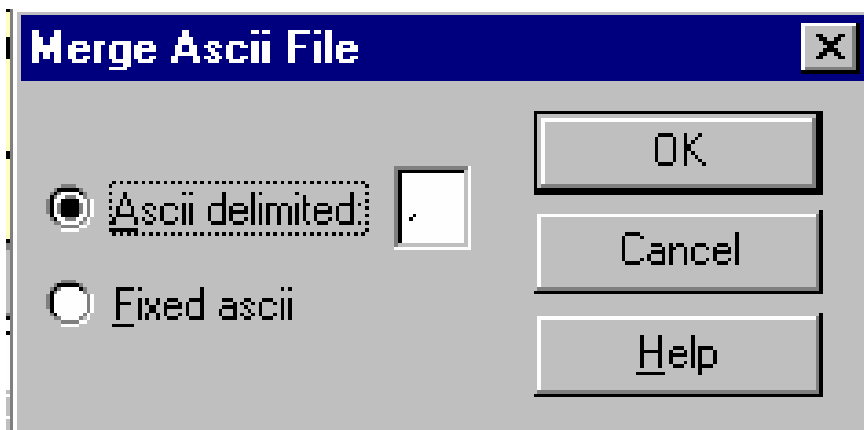 Merge Ascii File
Ascii delimited: ,
Fixed ascii
OK
Cancel
Help